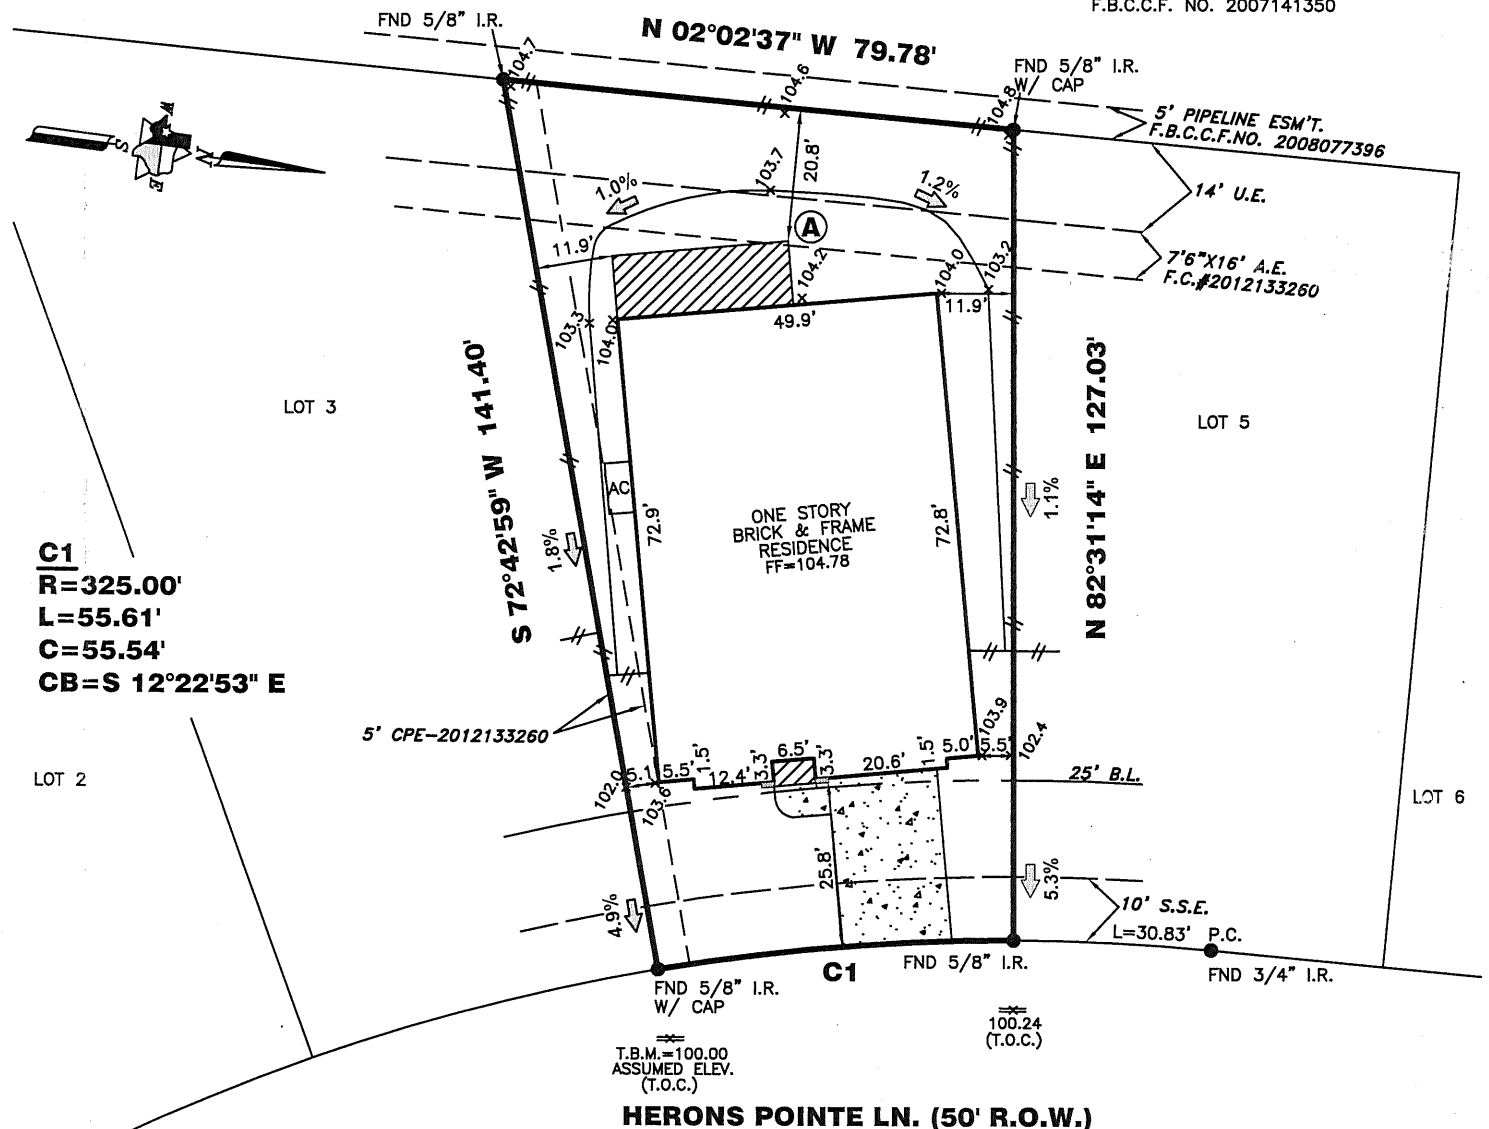 F.B.C.C.F. NO. 2007141350
FND 5/8" I.R.
N 02°02'37" W 79.78'
FND 5/8" I.R.
W/ CAP
104.7
104.6
104.8
5' PIPELINE ESM'T.
F.B.C.C.F.NO. 2008077396
W
S
N
E
1.0%
103.7
20.8'
1.2%
14' U.E.
A
11.9'
104.2
104.0
103.2
7'6"X16' A.E.
F.C.#2012133260
103.3
104.0
49.9'
11.9'
LOT 3
S 72°42'59" W 141.40'
N 82°31'14" E 127.03'
LOT 5
AC
72.9'
72.8'
1.1%
1.8%
ONE STORY
BRICK & FRAME
RESIDENCE
FF=104.78
C1
R=325.00'
L=55.61'
C=55.54'
CB=S 12°22'53" E
5' CPE-2012133260
103.9
102.4
LOT 2
102.0
5.1'
5.5'
1.5'
12.4'
3.3'
6.5'
3.3'
20.6'
1.5'
5.0'
5.5'
103.6
25' B.L.
LOT 6
25.8'
4.9%
5.3%
10' S.S.E.
L=30.83' P.C.
C1
FND 5/8" I.R.
FND 3/4" I.R.
FND 5/8" I.R.
W/ CAP
100.24
(T.O.C.)
T.B.M.=100.00
ASSUMED ELEV.
(T.O.C.)
HERONS POINTE LN. (50' R.O.W.)